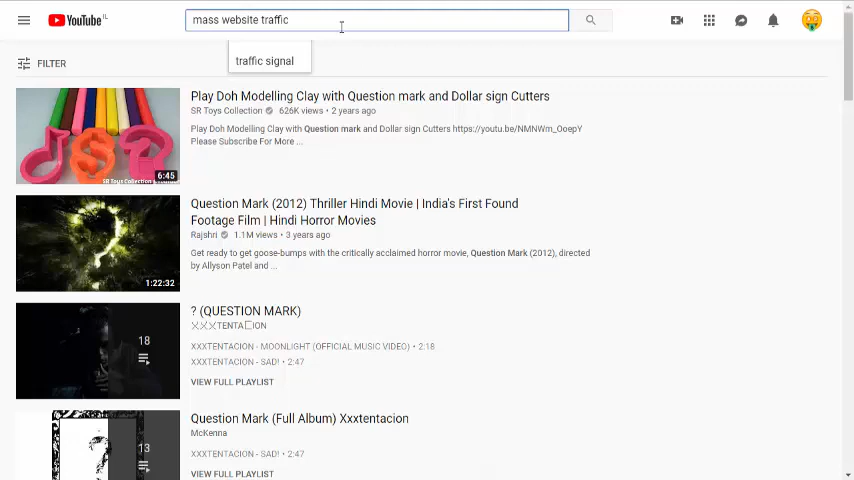 YouTube IL
mass website traffic
traffic signal
FILTER
Play Doh Modelling Clay with Question mark and Dollar sign Cutters
SR Toys Collection 626K views • 2 years ago
Play Doh Modelling Clay with Question mark and Dollar sign Cutters https://youtu.be/NMNWm_OoepY
Please Subscribe For More ...
SR Toys Collection
6:45
Question Mark (2012) Thriller Hindi Movie | India's First Found
Footage Film | Hindi Horror Movies
Rajshri 1.1M views • 3 years ago
Get ready to get goose-bumps with the critically acclaimed horror movie, Question Mark (2012), directed
by Allyson Patel and ...
1:22:32
? (QUESTION MARK)
XXXTENTACION
18
XXXTENTACION - MOONLIGHT (OFFICIAL MUSIC VIDEO) • 2:18
XXXTENTACION - SAD! • 2:47
VIEW FULL PLAYLIST
Question Mark (Full Album) Xxxtentacion
McKenna
13
XXXTENTACION - SAD! • 2:47
VIEW FULL PLAYLIST